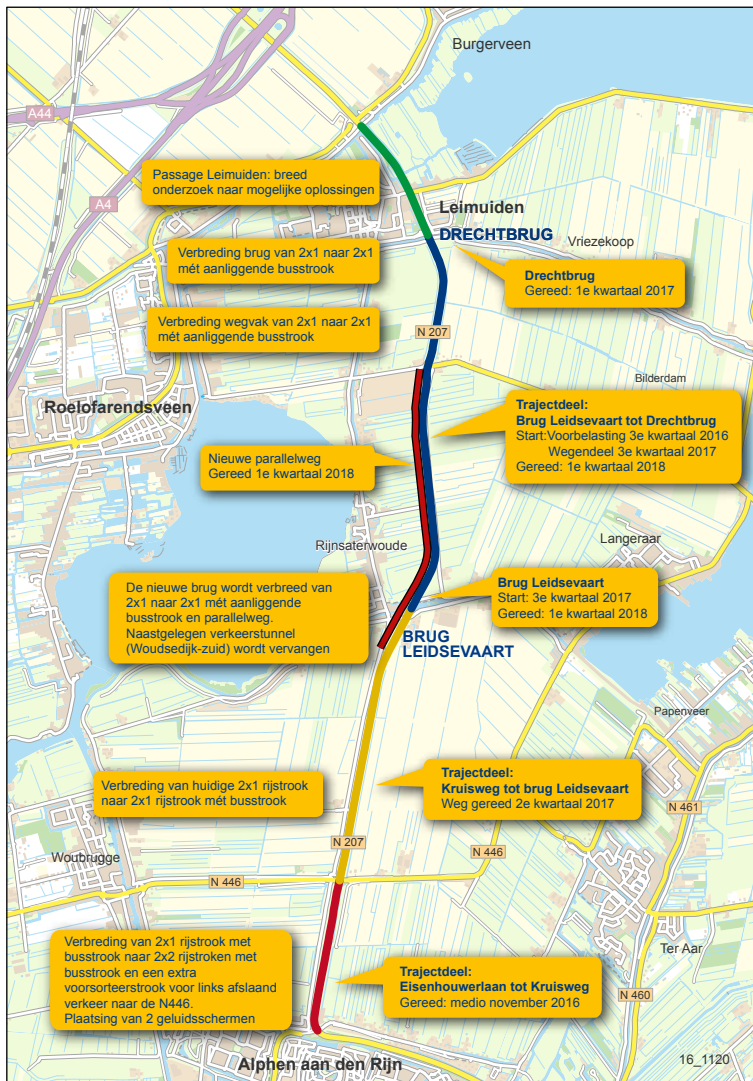 Burgerveen
A44
A4
Passage Leimuiden: breed
onderzoek naar mogelijke oplossingen
Leimuiden
DRECHTBRUG
Vriezekoop
Verbreding brug van 2x1 naar 2x1
mét aanliggende busstrook
Drechtbrug
Gereed: 1e kwartaal 2017
Verbreding wegvak van 2x1 naar 2x1
mét aanliggende busstrook
N 207
Bilderdam
Roelofarendsveen
Trajectdeel:
Brug Leidsevaart tot Drechtbrug
Start:Voorbelasting 3e kwartaal 2016
Wegendeel 3e kwartaal 2017
Gereed: 1e kwartaal 2018
Nieuwe parallelweg
Gereed 1e kwartaal 2018
Rijnsaterwoude
Langeraar
De nieuwe brug wordt verbreed van
2x1 naar 2x1 mét aanliggende
busstrook en parallelweg.
Naastgelegen verkeerstunnel
(Woudsedijk-zuid) wordt vervangen
Brug Leidsevaart
Start: 3e kwartaal 2017
Gereed: 1e kwartaal 2018
BRUG
LEIDSEVAART
Papenveer
Verbreding van huidige 2x1 rijstrook
naar 2x1 rijstrook mét busstrook
Trajectdeel:
Kruisweg tot brug Leidsevaart
Weg gereed 2e kwartaal 2017
N 461
N 207
Woubrugge
N 446
N 446
Verbreding van 2x1 rijstrook met
busstrook naar 2x2 rijstroken met
busstrook en een extra
voorsorteerstrook voor links afslaand
verkeer naar de N446.
Plaatsing van 2 geluidsschermen
Ter Aar
Trajectdeel:
Eisenhouwerlaan tot Kruisweg
Gereed: medio november 2016
N 460
Alphen aan den Rijn
16_1120